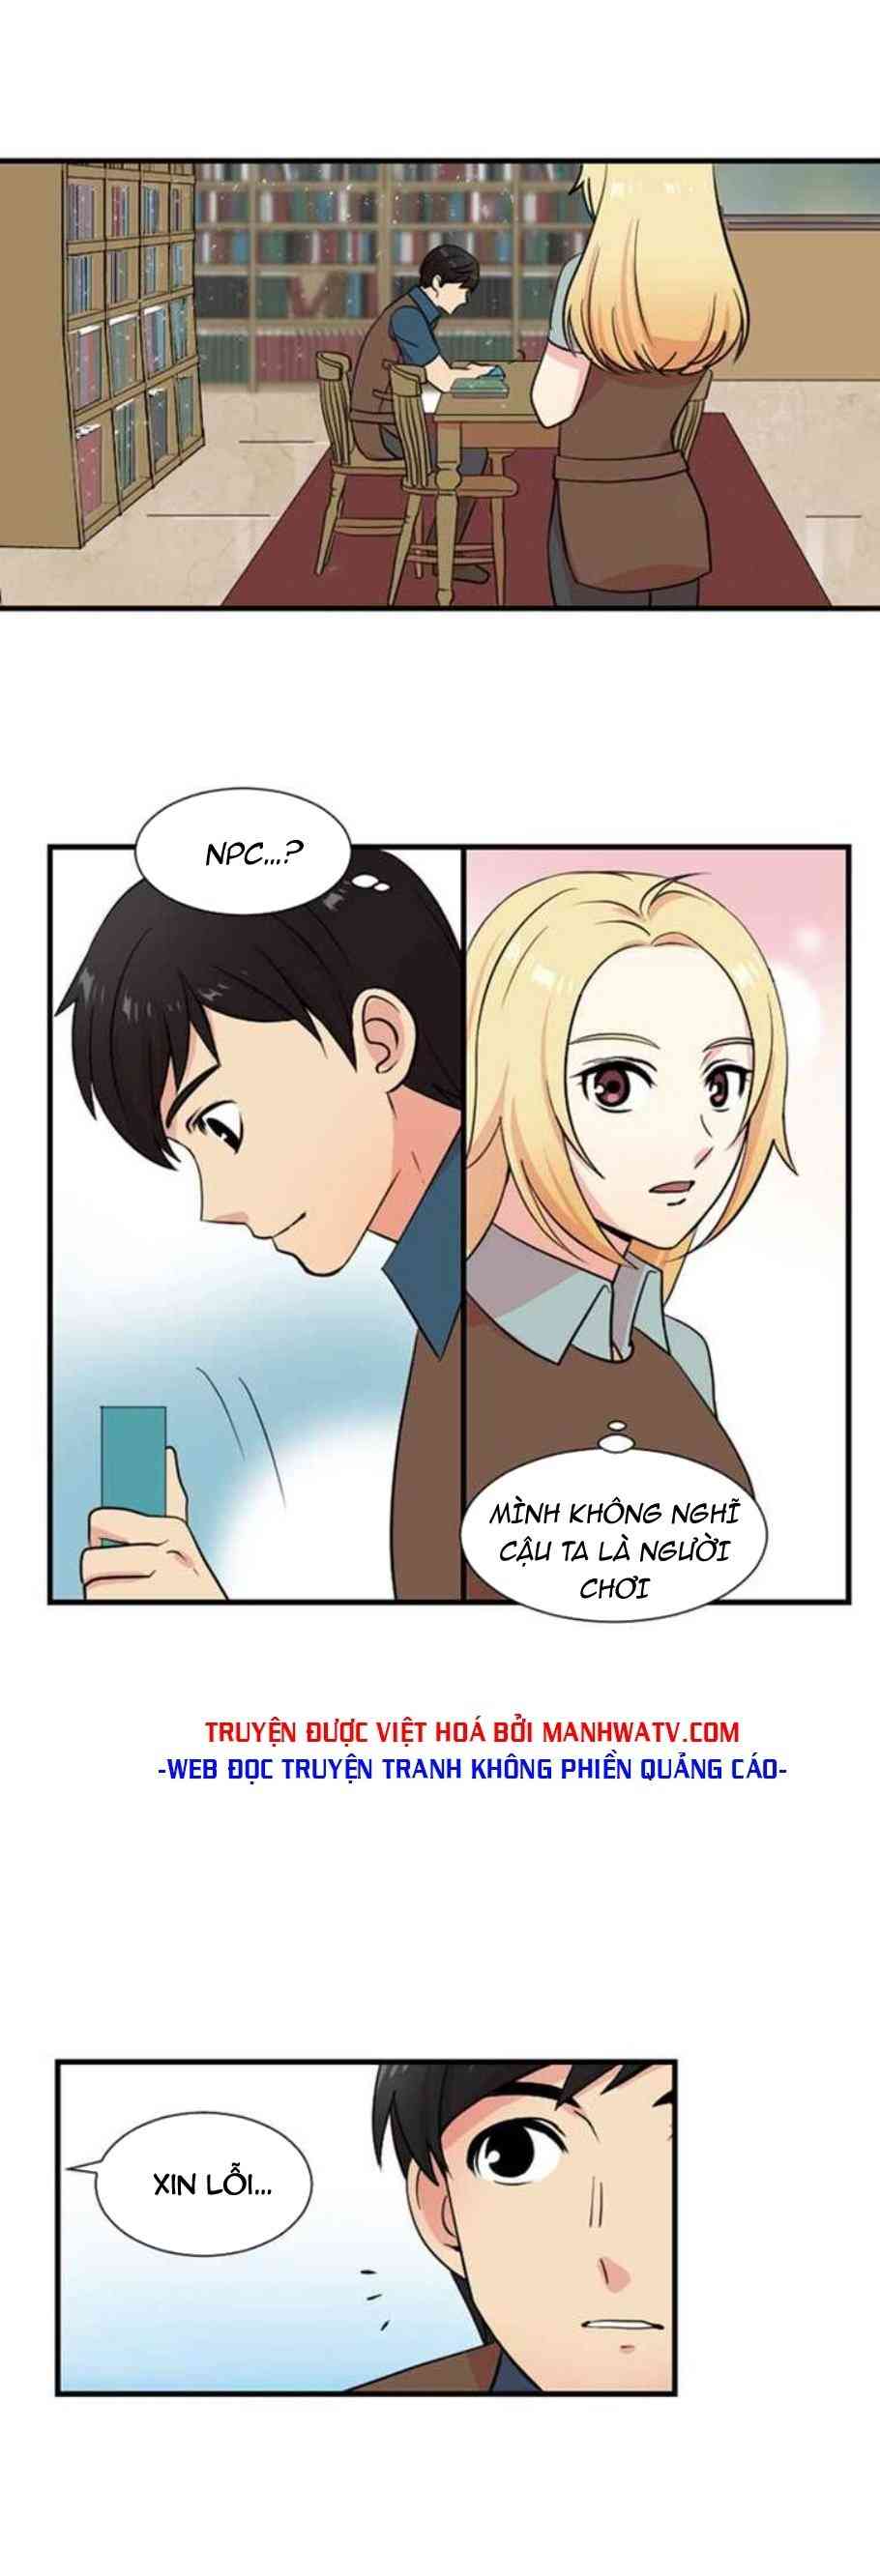 NPC...?
MÌNH KHÔNG NGHĨ
CẬU TA LÀ NGƯỜI
CHƠI
TRUYỆN ĐƯỢC VIỆT HOÁ BỞI MANHWATV.COM
-WEB ĐỌC TRUYỆN TRANH KHÔNG PHIỀN QUẢNG CÁO-
XIN LỖI...